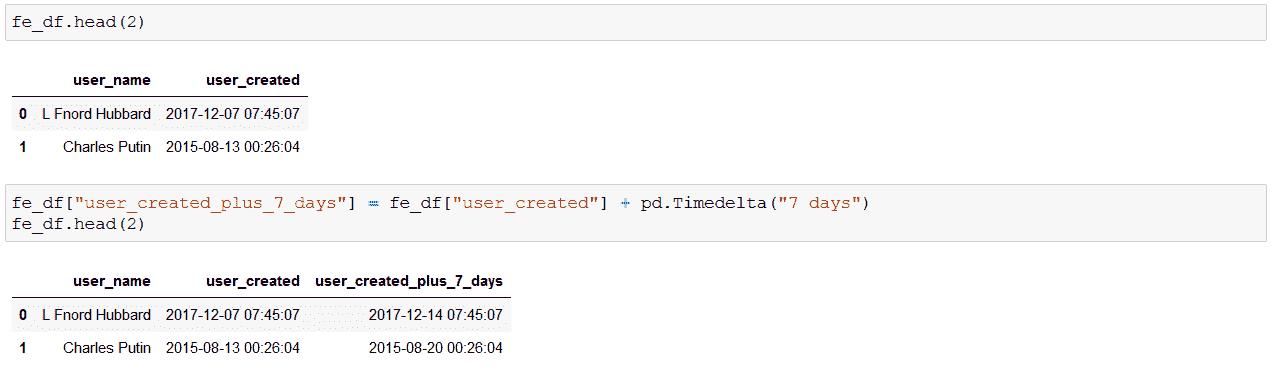 fe_df.head(2)
user_name user_created
0 L Fnord Hubbard 2017-12-07 07:45:07
1 Charles Putin 2015-08-13 00:26:04
fe_df["user_created_plus_7_days"] = fe_df["user_created"] + pd.Timedelta("7 days")
fe_df.head(2)
user_name user_created user_created_plus_7_days
0 L Fnord Hubbard 2017-12-07 07:45:07 2017-12-14 07:45:07
1 Charles Putin 2015-08-13 00:26:04 2015-08-20 00:26:04